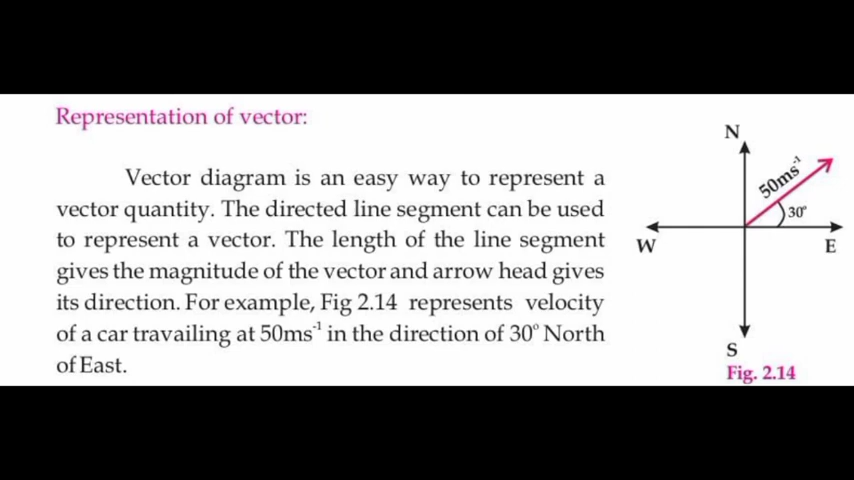 Representation of vector:
Vector diagram is an easy way to represent a
vector quantity. The directed line segment can be used
to represent a vector. The length of the line segment
gives the magnitude of the vector and arrow head gives
its direction. For example, Fig 2.14 represents velocity
of a car travailing at 50ms⁻¹ in the direction of 30° North
of East.
N
50ms⁻¹
30°
W
E
S
Fig. 2.14